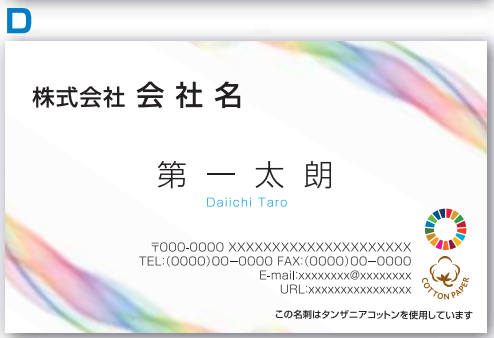 D
株式会社 会社名
第一太朗
Daiichi Taro
〒000-0000 XXXXXXXXXXXXXXXXXXXXX
TEL:(0000)00−0000 FAX:(0000)00−0000
E-mail:xxxxxxxx@xxxxxxxx
URL:xxxxxxxxxxxxxxxx
COTTON PAPER
この名刺はタンザニアコットンを使用しています